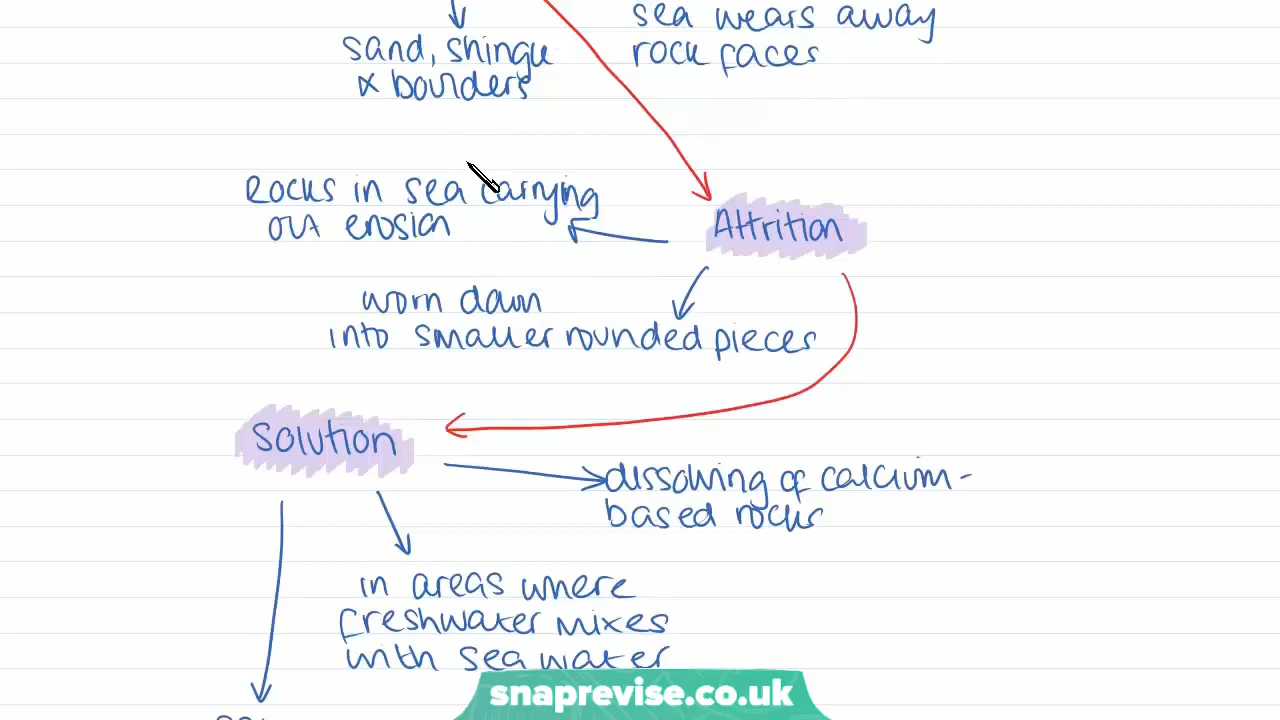 sea wears away
rock faces
sand, shingle
& boulders
Rocks in sea carrying
out erosion
Attrition
worn down
into smaller rounded pieces
Solution
dissolving of calcium-
based rocks
in areas where
freshwater mixes
with sea water
snaprevise.co.uk